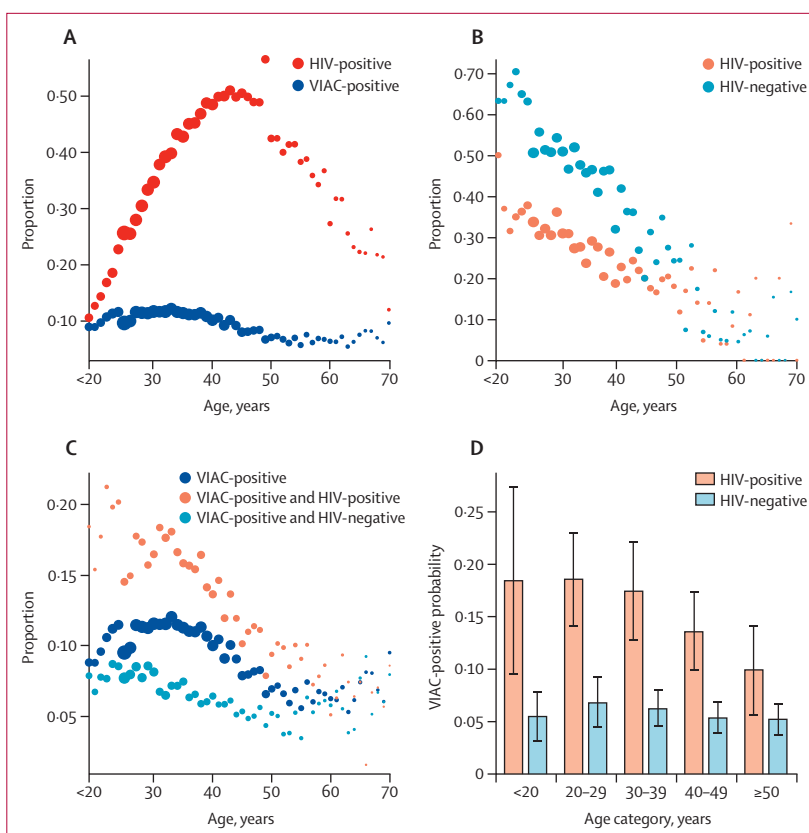 A
HIV-positive
VIAC-positive
0·50
0·40
0·30
0·20
0·10
Proportion
<20
30
40
50
60
70
Age, years
B
HIV-positive
HIV-negative
0·70
0·60
0·50
0·40
0·30
0·20
0·10
0
Proportion
<20
30
40
50
60
70
Age, years
C
VIAC-positive
VIAC-positive and HIV-positive
VIAC-positive and HIV-negative
0·20
0·15
0·10
0·05
Proportion
<20
30
40
50
60
70
Age, years
D
HIV-positive
HIV-negative
0·30
0·25
0·20
0·15
0·10
0·05
0
VIAC-positive probability
<20
20–29
30–39
40–49
≥50
Age category, years